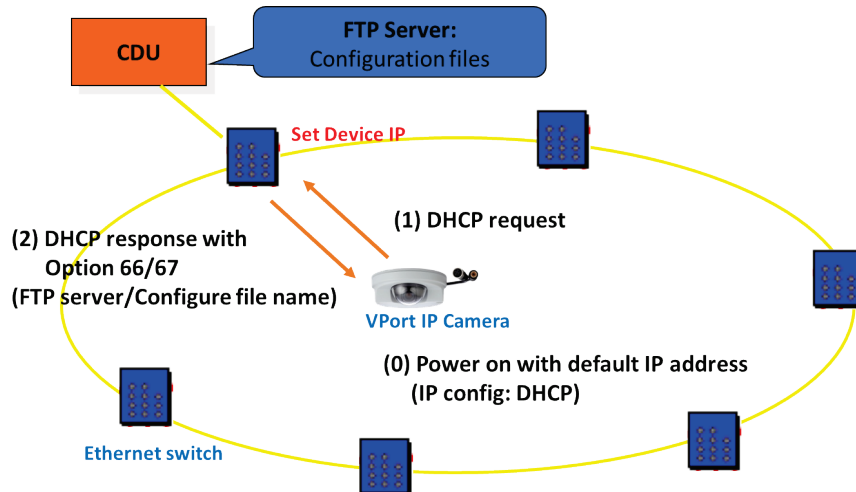 CDU
FTP Server:
Configuration files
Set Device IP
(1) DHCP request
(2) DHCP response with
Option 66/67
(FTP server/Configure file name)
VPort IP Camera
(0) Power on with default IP address
(IP config: DHCP)
Ethernet switch